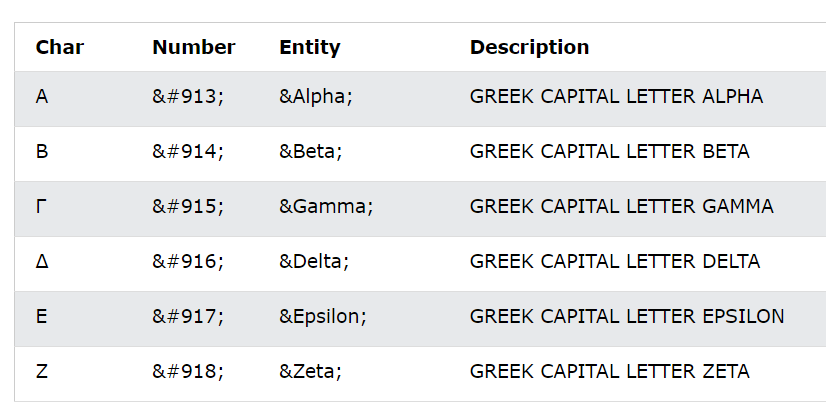 Char Number Entity Description
Α &#913; &Alpha; GREEK CAPITAL LETTER ALPHA
Β &#914; &Beta; GREEK CAPITAL LETTER BETA
Γ &#915; &Gamma; GREEK CAPITAL LETTER GAMMA
Δ &#916; &Delta; GREEK CAPITAL LETTER DELTA
Ε &#917; &Epsilon; GREEK CAPITAL LETTER EPSILON
Ζ &#918; &Zeta; GREEK CAPITAL LETTER ZETA